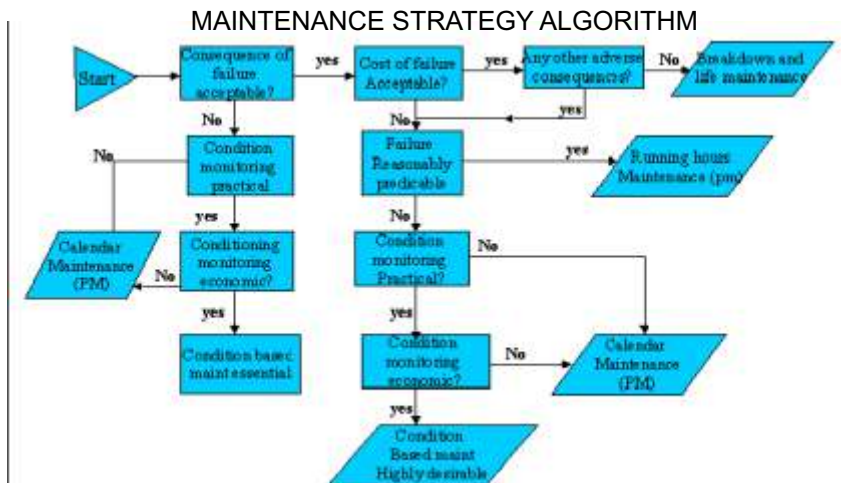 MAINTENANCE STRATEGY ALGORITHM
Start
Consequence of
failure
acceptable?
yes
Cost of failure
Acceptable?
yes
Any other adverse
consequences?
No
Breakdown and
life maintenance
No
No
yes
Condition
monitoring
practical
No
Failure
Reasonably
predicable
yes
Running hours
Maintenance (pm)
yes
No
Calendar
Maintenance
(PM)
No
Conditioning
monitoring
economic?
Condition
monitoring
Practical?
No
yes
yes
Condition based
maint essential
Condition
monitoring
economic?
No
Calendar
Maintenance
(PM)
yes
Condition
Based maint
Highly desirable